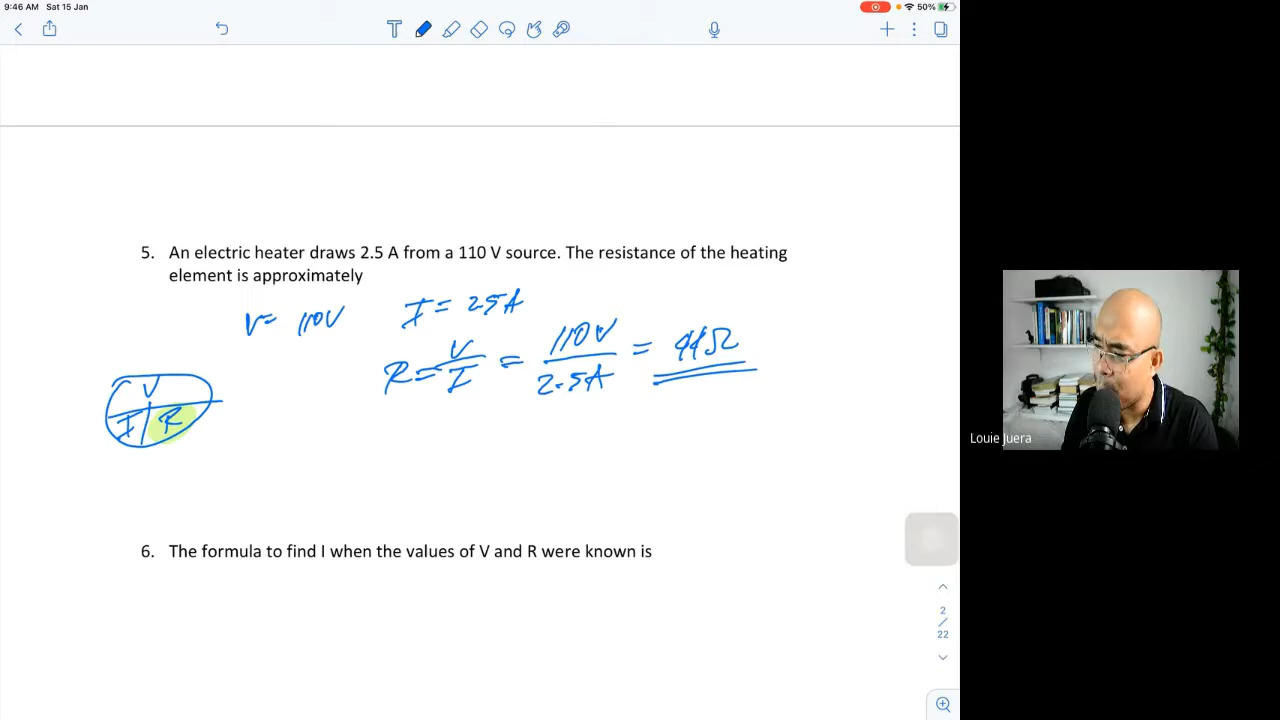 9:46 AM Sat 15 Jan
50%
T
5. An electric heater draws 2.5 A from a 110 V source. The resistance of the heating
element is approximately
V= 110V I = 2.5A
R = V/I = 110V/2.5A = 44Ω
V
I R
6. The formula to find I when the values of V and R were known is
2
/
22
Louie Juera